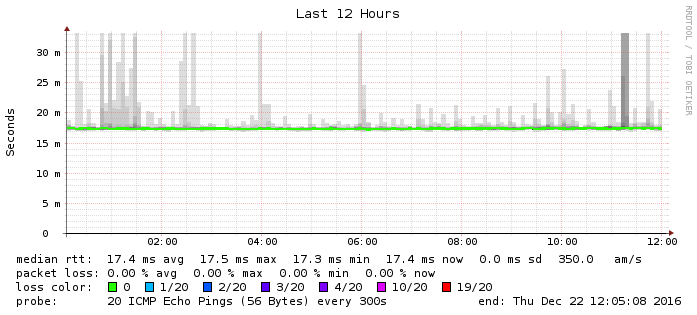 Last 12 Hours
RRDTOOL / TOBI OETIKER
Seconds
30 m
25 m
20 m
15 m
10 m
5 m
0
02:00 04:00 06:00 08:00 10:00 12:00
median rtt: 17.4 ms avg 17.5 ms max 17.3 ms min 17.4 ms now 0.0 ms sd 350.0 am/s
packet loss: 0.00 % avg 0.00 % max 0.00 % min 0.00 % now
loss color: 0 1/20 2/20 3/20 4/20 10/20 19/20
probe: 20 ICMP Echo Pings (56 Bytes) every 300s end: Thu Dec 22 12:05:08 2016